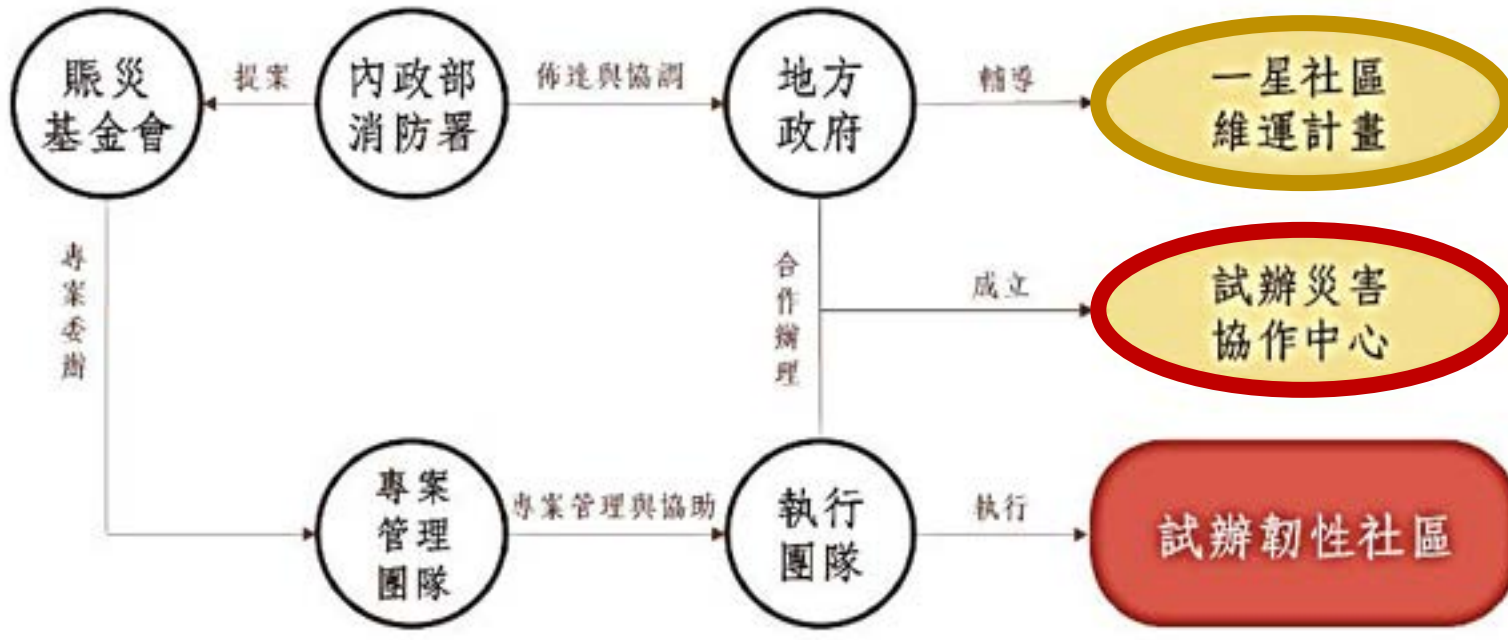 賑災
基金會
提案
內政部
消防署
佈達與協調
地方
政府
輔導
一星社區
維運計畫
專案委辦
合作辦理
成立
試辦災害
協作中心
專案
管理
團隊
專案管理與協助
執行
團隊
執行
試辦韌性社區